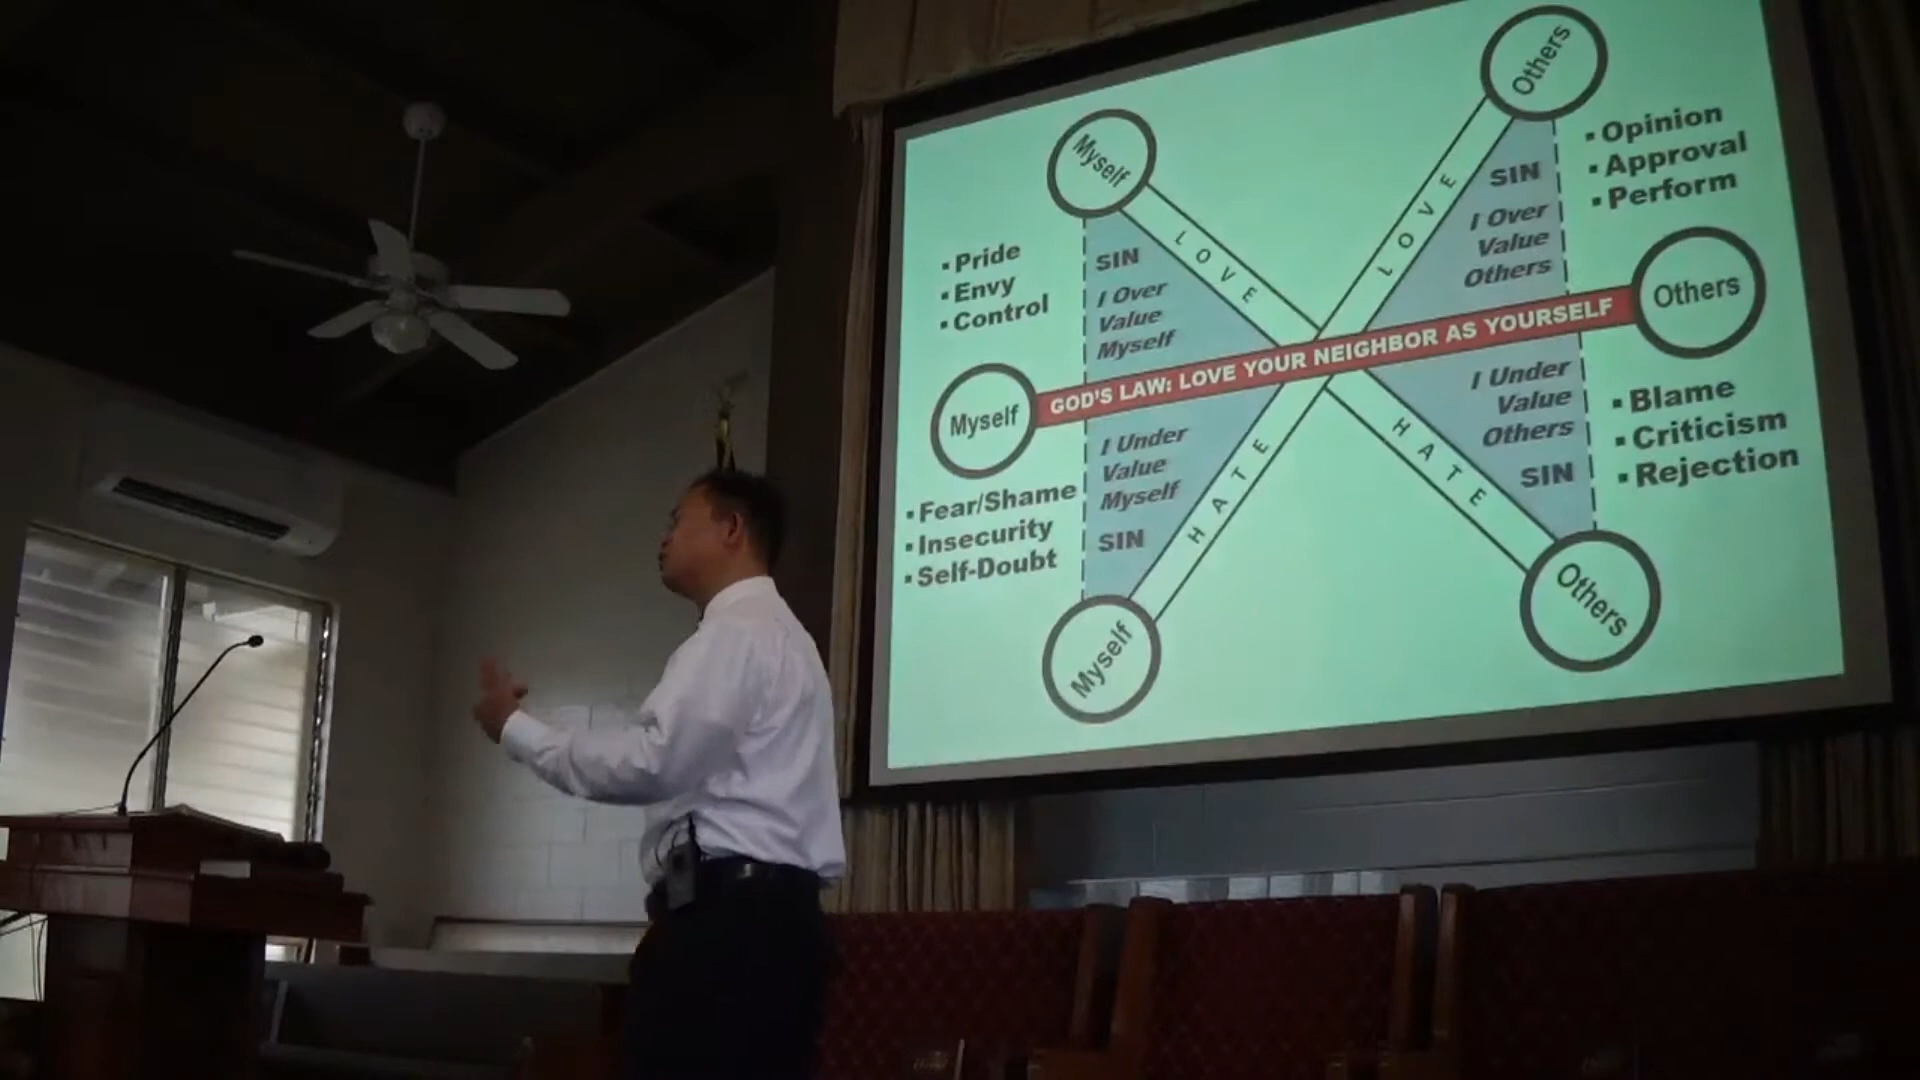 Myself
LOVE
▪Pride
▪Envy
▪Control
SIN
I Over
Value
Myself
Others
LOVE
SIN
I Over
Value
Others
▪Opinion
▪Approval
▪Perform
Myself
GOD'S LAW: LOVE YOUR NEIGHBOR AS YOURSELF
Others
▪Fear/Shame
▪Insecurity
▪Self-Doubt
I Under
Value
Myself
SIN
HATE
Myself
HATE
I Under
Value
Others
SIN
▪Blame
▪Criticism
▪Rejection
Others